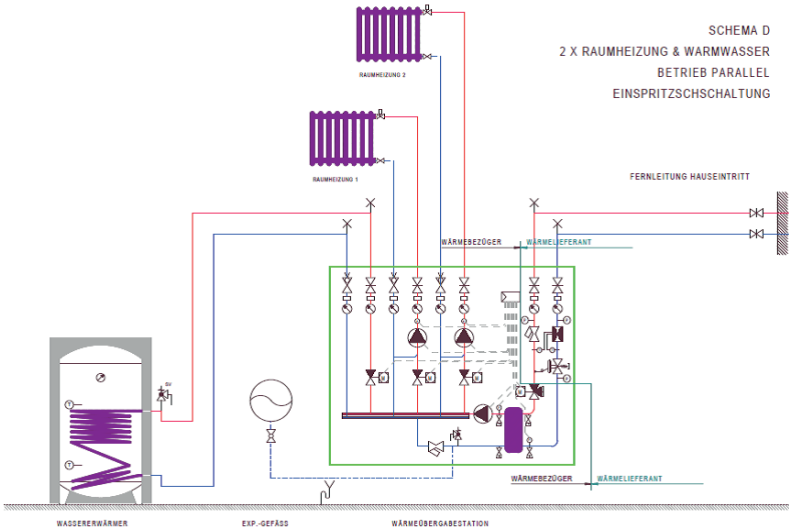 SCHEMA D
2 X RAUMHEIZUNG & WARMWASSER
BETRIEB PARALLEL
EINSPRITZSCHSCHALTUNG
RAUMHEIZUNG 2
RAUMHEIZUNG 1
FERNLEITUNG HAUSEINTRITT
WÄRMEBEZÜGER WÄRMELIEFERANT
SV
T
T
WÄRMEBEZÜGER WÄRMELIEFERANT
WASSERERWÄRMER EXP.-GEFÄSS WÄRMEÜBERGABESTATION